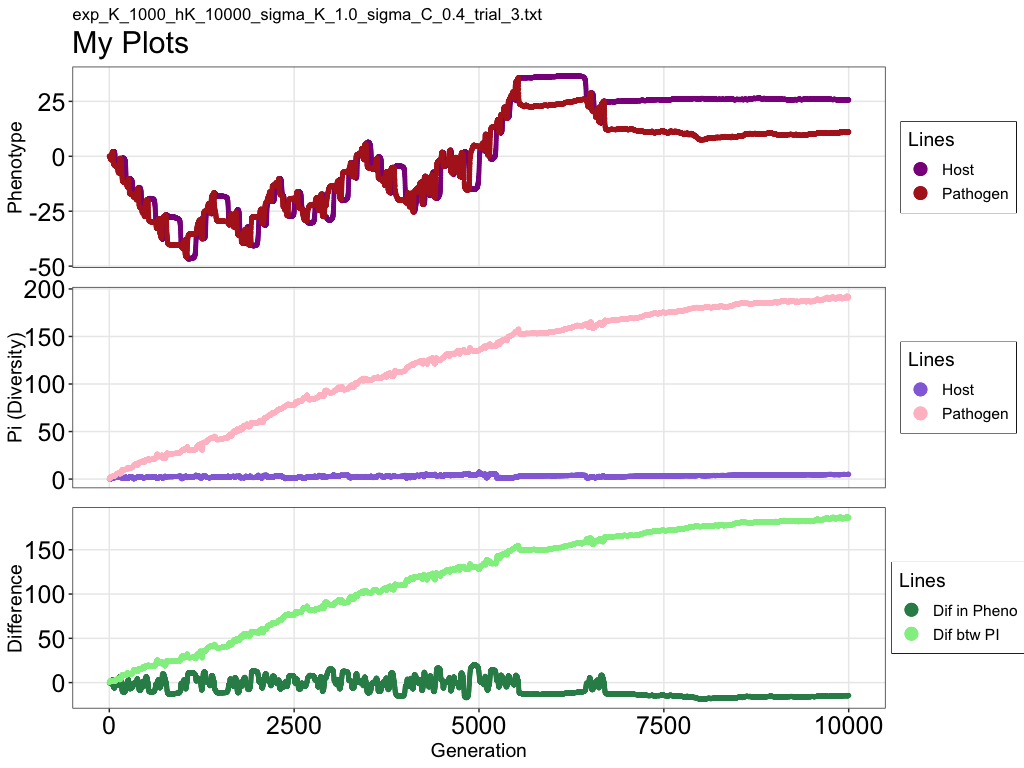 exp_K_1000_hK_10000_sigma_K_1.0_sigma_C_0.4_trial_3.txt
My Plots
Phenotype
25
0
-25
-50
Lines
Host
Pathogen
Pi (Diversity)
200
150
100
50
0
Lines
Host
Pathogen
Difference
150
100
50
0
Lines
Dif in Pheno
Dif btw PI
0 2500 5000 7500 10000
Generation